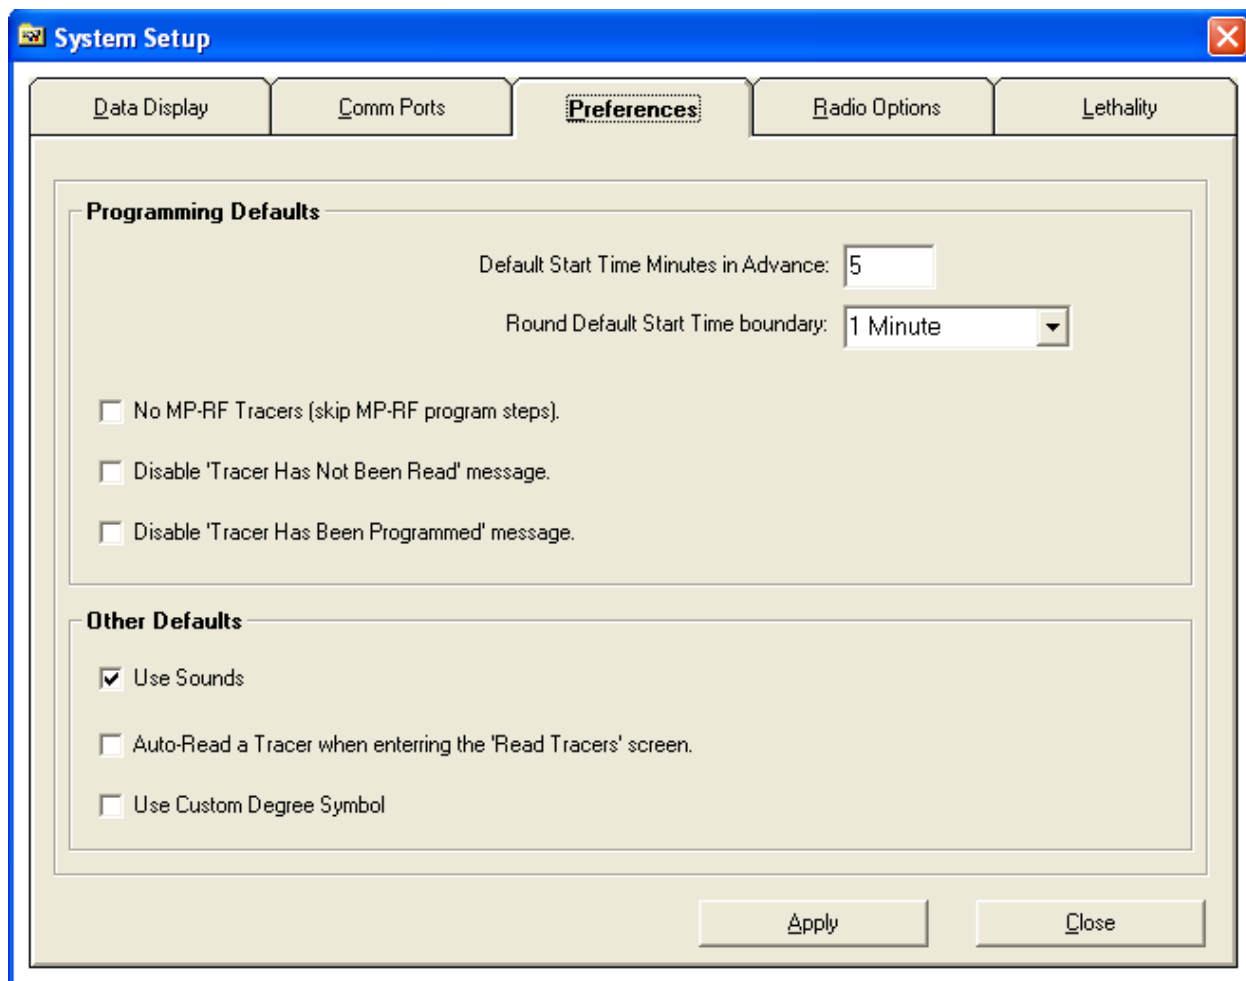 System Setup
Data Display
Comm Ports
Preferences
Radio Options
Lethality
Programming Defaults
Default Start Time Minutes in Advance: 5
Round Default Start Time boundary: 1 Minute
No MP-RF Tracers (skip MP-RF program steps).
Disable 'Tracer Has Not Been Read' message.
Disable 'Tracer Has Been Programmed' message.
Other Defaults
Use Sounds
Auto-Read a Tracer when enterring the 'Read Tracers' screen.
Use Custom Degree Symbol
Apply
Close